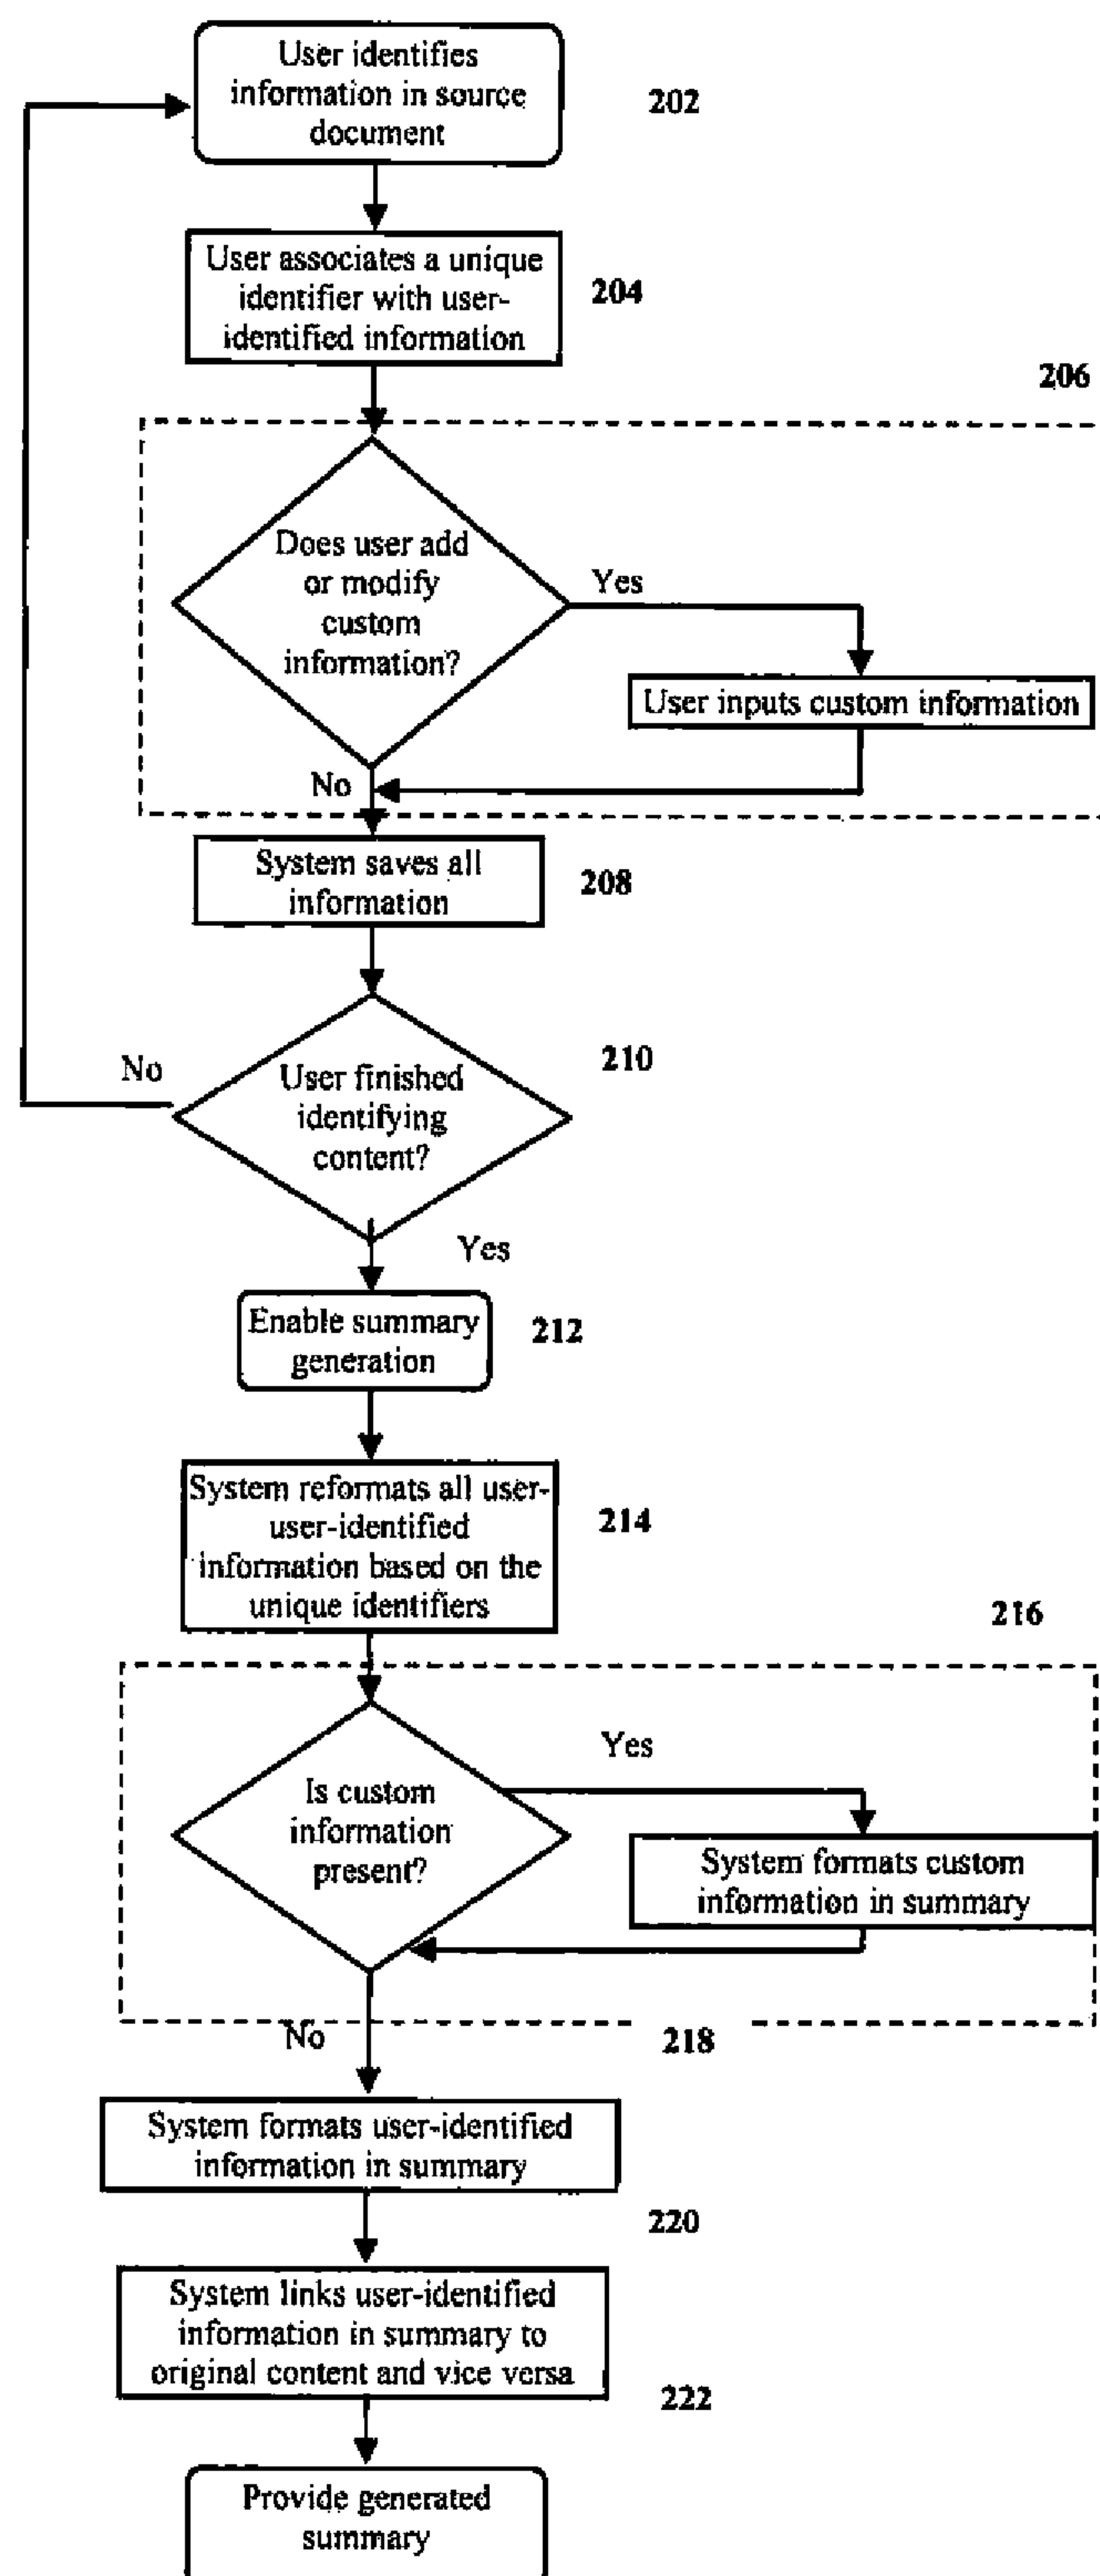 User identifies
information in source
document
202
User associates a unique
identifier with user-
identified information
204
206
Does user add
or modify
custom
information?
Yes
User inputs custom information
No
System saves all
information
208
No
User finished
identifying
content?
210
Yes
Enable summary
generation
212
System reformats all user-
user-identified
information based on the
unique identifiers
214
216
Is custom
information
present?
Yes
System formats custom
information in summary
No
218
System formats user-identified
information in summary
220
System links user-identified
information in summary to
original content and vice versa
222
Provide generated
summary